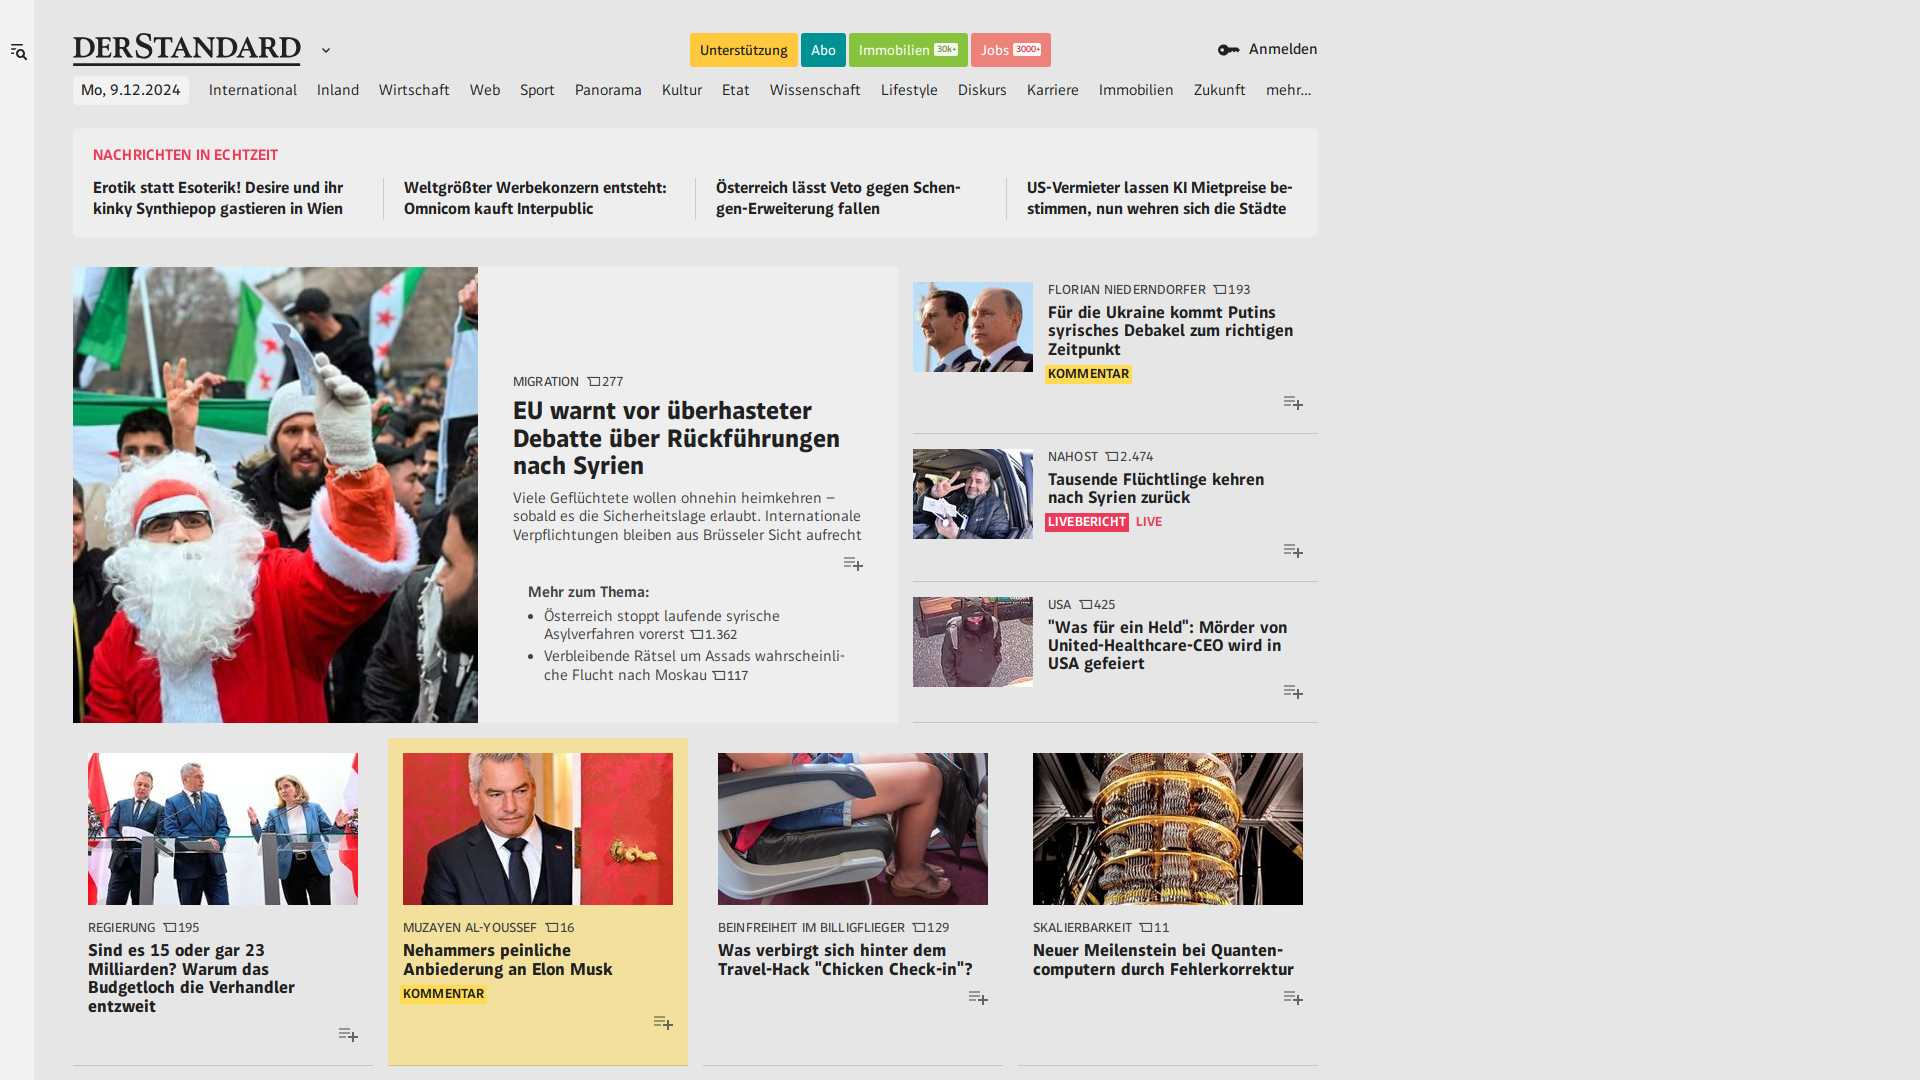 DERSTANDARD
Unterstützung
Abo
Immobilien 30k+
Jobs 3000+
Anmelden
Mo, 9.12.2024
International
Inland
Wirtschaft
Web
Sport
Panorama
Kultur
Etat
Wissenschaft
Lifestyle
Diskurs
Karriere
Immobilien
Zukunft
mehr...
NACHRICHTEN IN ECHTZEIT
Erotik statt Esoterik! Desire und ihr
kinky Synthiepop gastieren in Wien
Weltgrößter Werbekonzern entsteht:
Omnicom kauft Interpublic
Österreich lässt Veto gegen Schen-
gen-Erweiterung fallen
US-Vermieter lassen KI Mietpreise be-
stimmen, nun wehren sich die Städte
MIGRATION 277
EU warnt vor überhasteter
Debatte über Rückführungen
nach Syrien
Viele Geflüchtete wollen ohnehin heimkehren –
sobald es die Sicherheitslage erlaubt. Internationale
Verpflichtungen bleiben aus Brüsseler Sicht aufrecht
Mehr zum Thema:
• Österreich stoppt laufende syrische
Asylverfahren vorerst 1.362
• Verbleibende Rätsel um Assads wahrscheinli-
che Flucht nach Moskau 117
FLORIAN NIEDERNDORFER 193
Für die Ukraine kommt Putins
syrisches Debakel zum richtigen
Zeitpunkt
KOMMENTAR
NAHOST 2.474
Tausende Flüchtlinge kehren
nach Syrien zurück
LIVEBERICHT LIVE
USA 425
"Was für ein Held": Mörder von
United-Healthcare-CEO wird in
USA gefeiert
REGIERUNG 195
Sind es 15 oder gar 23
Milliarden? Warum das
Budgetloch die Verhandler
entzweit
MUZAYEN AL-YOUSSEF 16
Nehammers peinliche
Anbiederung an Elon Musk
KOMMENTAR
BEINFREIHEIT IM BILLIGFLIEGER 129
Was verbirgt sich hinter dem
Travel-Hack "Chicken Check-in"?
SKALIERBARKEIT 11
Neuer Meilenstein bei Quanten-
computern durch Fehlerkorrektur